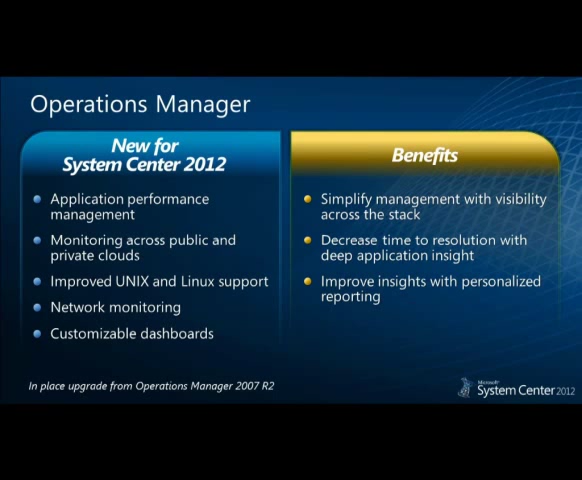 Operations Manager
New for
System Center 2012
Application performance
management
Monitoring across public and
private clouds
Improved UNIX and Linux support
Network monitoring
Customizable dashboards
Benefits
Simplify management with visibility
across the stack
Decrease time to resolution with
deep application insight
Improve insights with personalized
reporting
In place upgrade from Operations Manager 2007 R2
Microsoft
System Center 2012